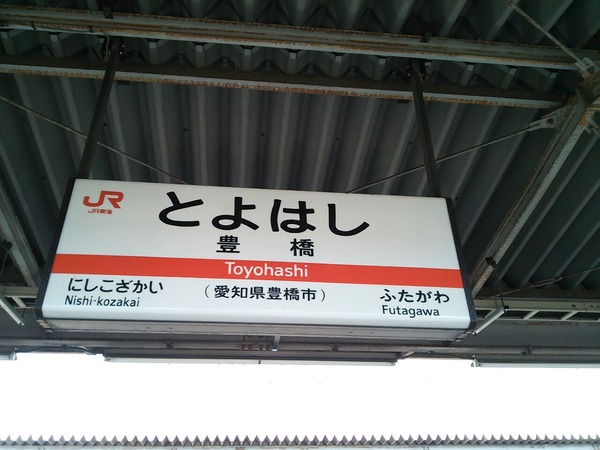 JR
JR東海
とよはし
豊橋
Toyohashi
にしこざかい
Nishi-kozakai
(愛知県豊橋市)
ふたがわ
Futagawa